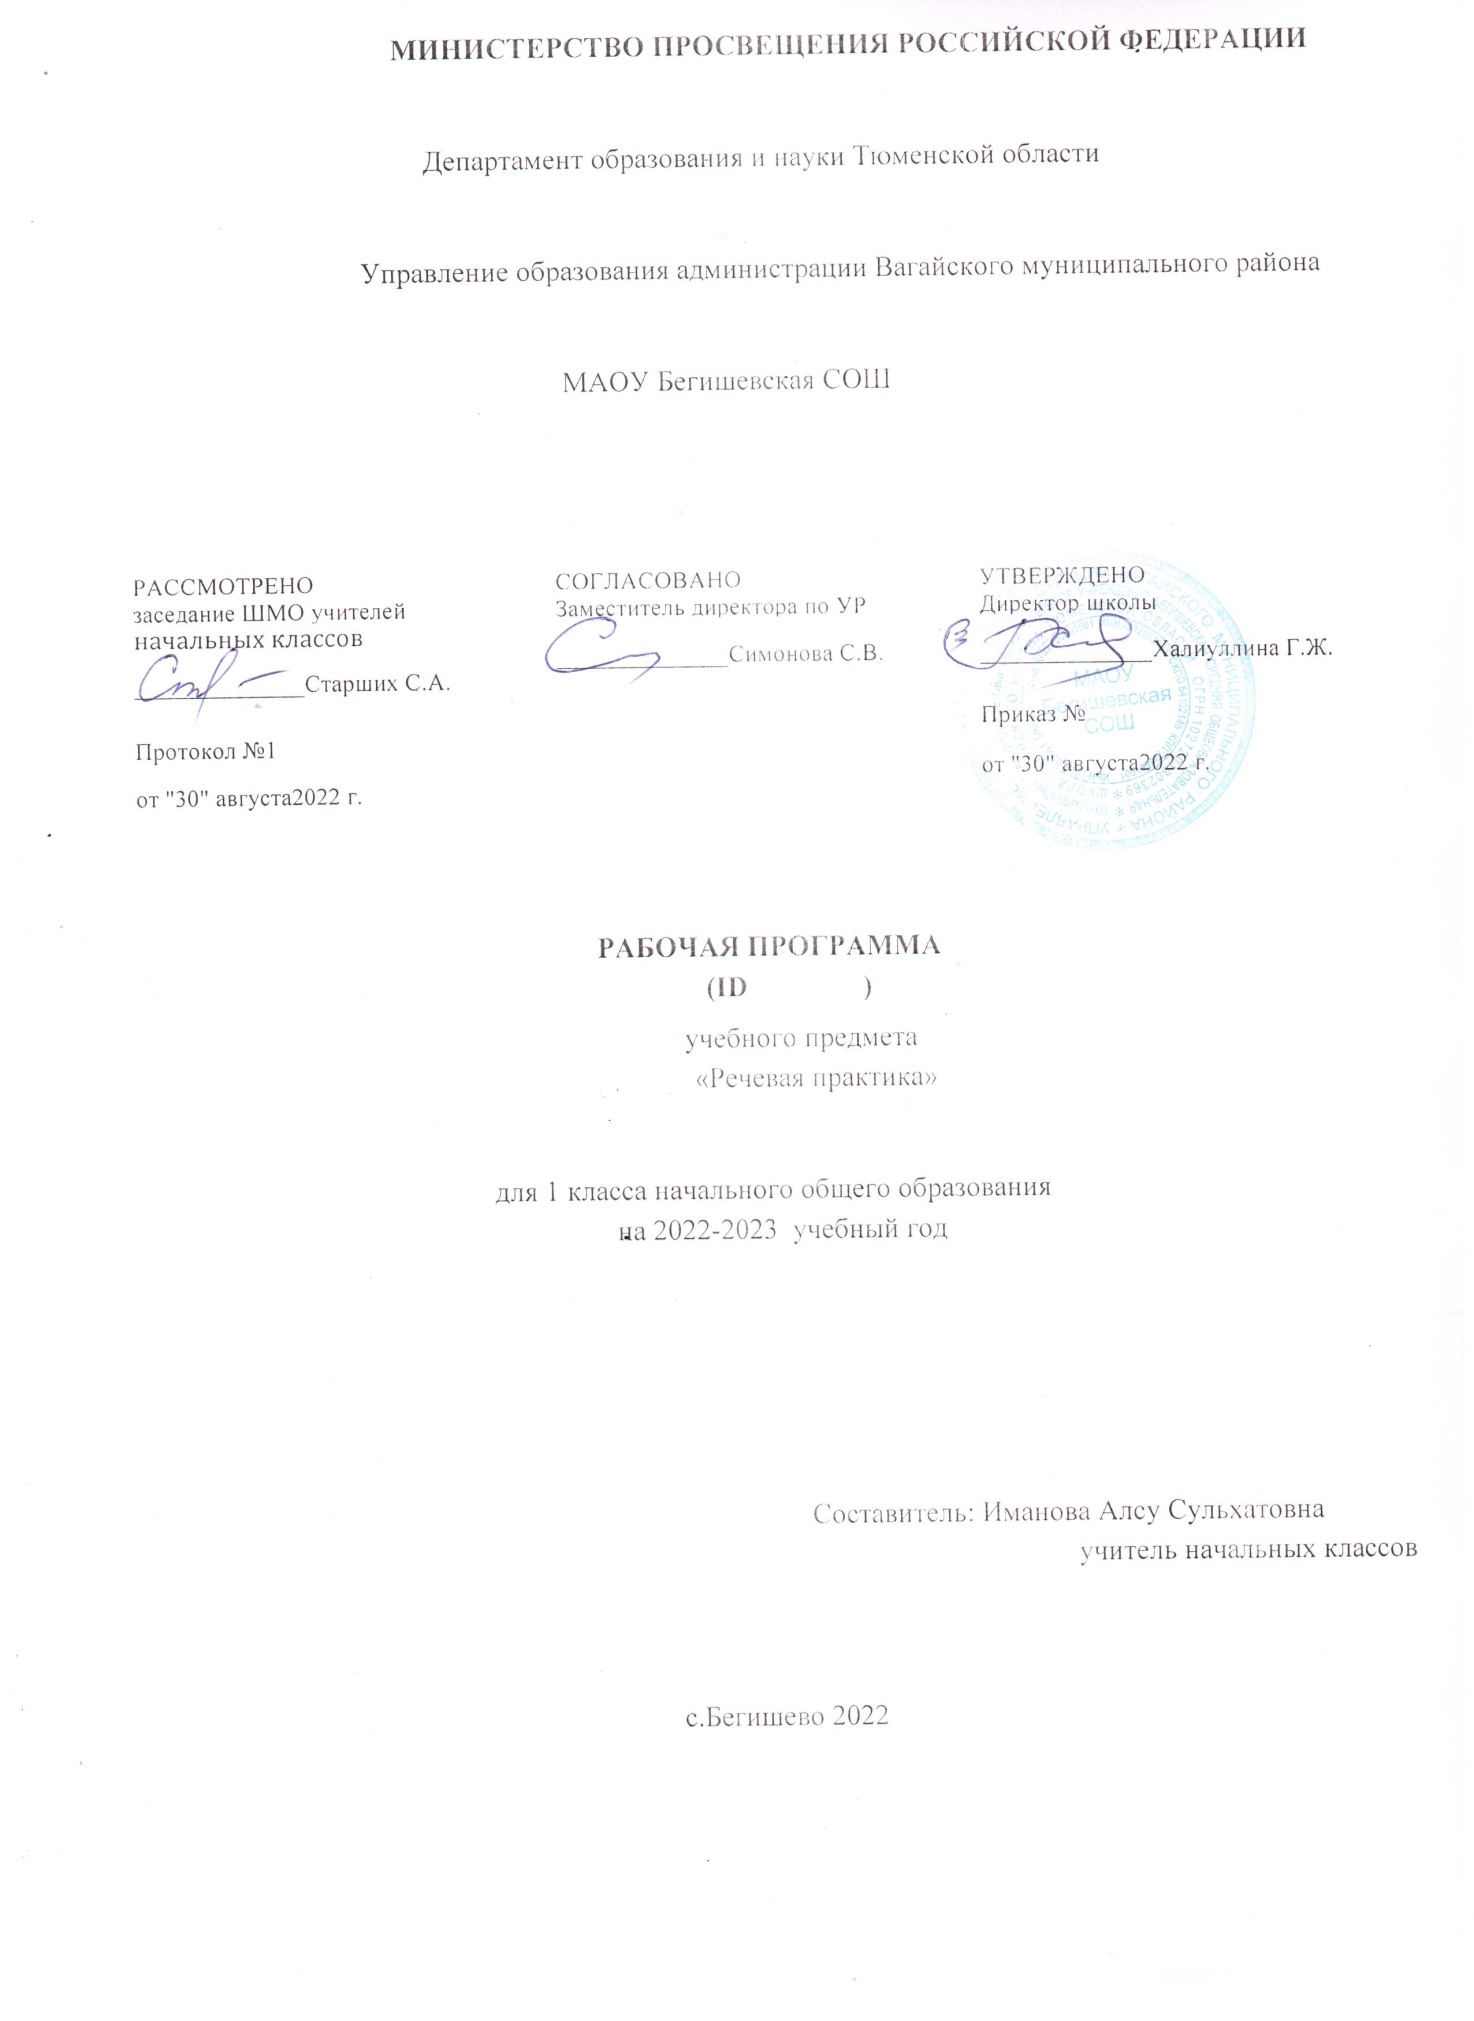 МИНИСТЕРСТВО ПРОСВЕЩЕНИЯ РОССИЙСКОЙ ФЕДЕРАЦИИ
Департамент образования и науки Тюменской области
Управление образования администрации Вагайского муниципального района
МАОУ Бегишевская СОШ
РАССМОТРЕНО
заседание ШМО учителей
начальных классов
Старших С.А.
Протокол №1
от "30" августа2022 г.
СОГЛАСОВАНО
Заместитель директора по УР
Симонова С.В.
УТВЕРЖДЕНО
Директор школы
Халиуллина Г.Ж.
Приказ №
от "30" августа2022 г.
МАОУ
Бегишевская
СОШ
РАБОЧАЯ ПРОГРАММА
(ID )
учебного предмета
«Речевая практика»
для 1 класса начального общего образования
на 2022-2023 учебный год
Составитель: Иманова Алсу Сульхатовна
учитель начальных классов
с.Бегишево 2022